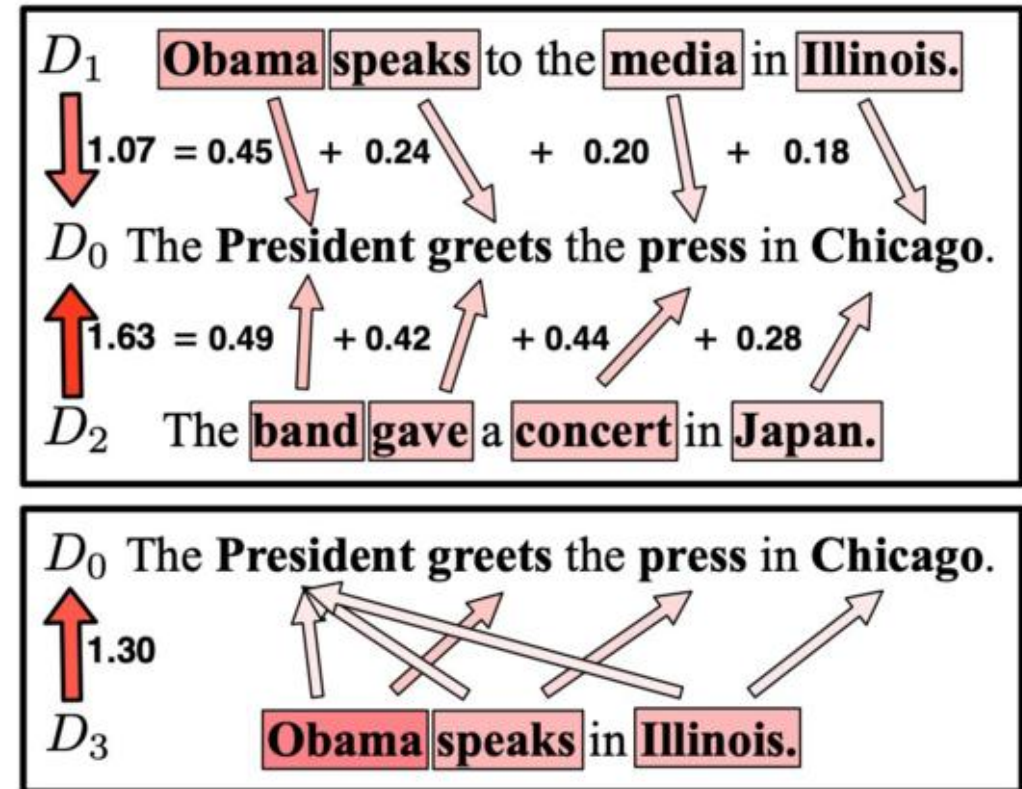 D₁ Obama speaks to the media in Illinois.
1.07 = 0.45 + 0.24 + 0.20 + 0.18
D₀ The President greets the press in Chicago.
1.63 = 0.49 + 0.42 + 0.44 + 0.28
D₂ The band gave a concert in Japan.
D₀ The President greets the press in Chicago.
1.30
D₃ Obama speaks in Illinois.